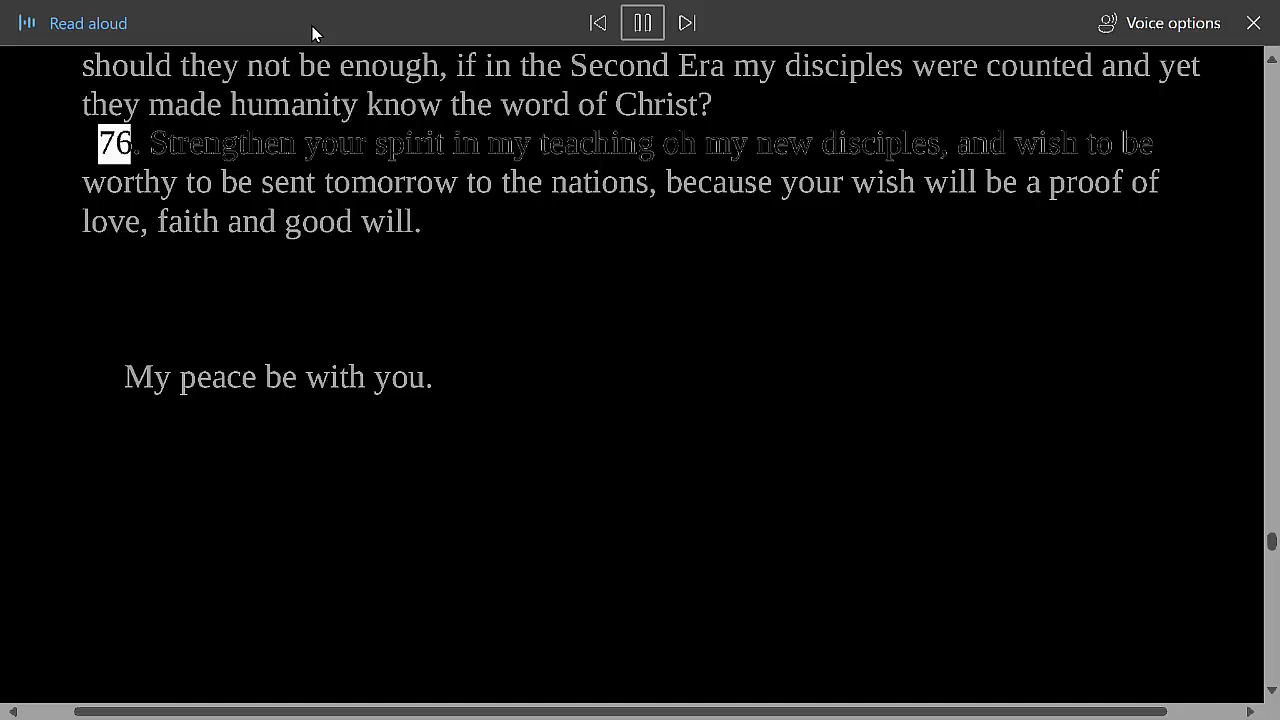 Read aloud
Voice options
should they not be enough, if in the Second Era my disciples were counted and yet
they made humanity know the word of Christ?
76. Strengthen your spirit in my teaching oh my new disciples, and wish to be
worthy to be sent tomorrow to the nations, because your wish will be a proof of
love, faith and good will.
My peace be with you.